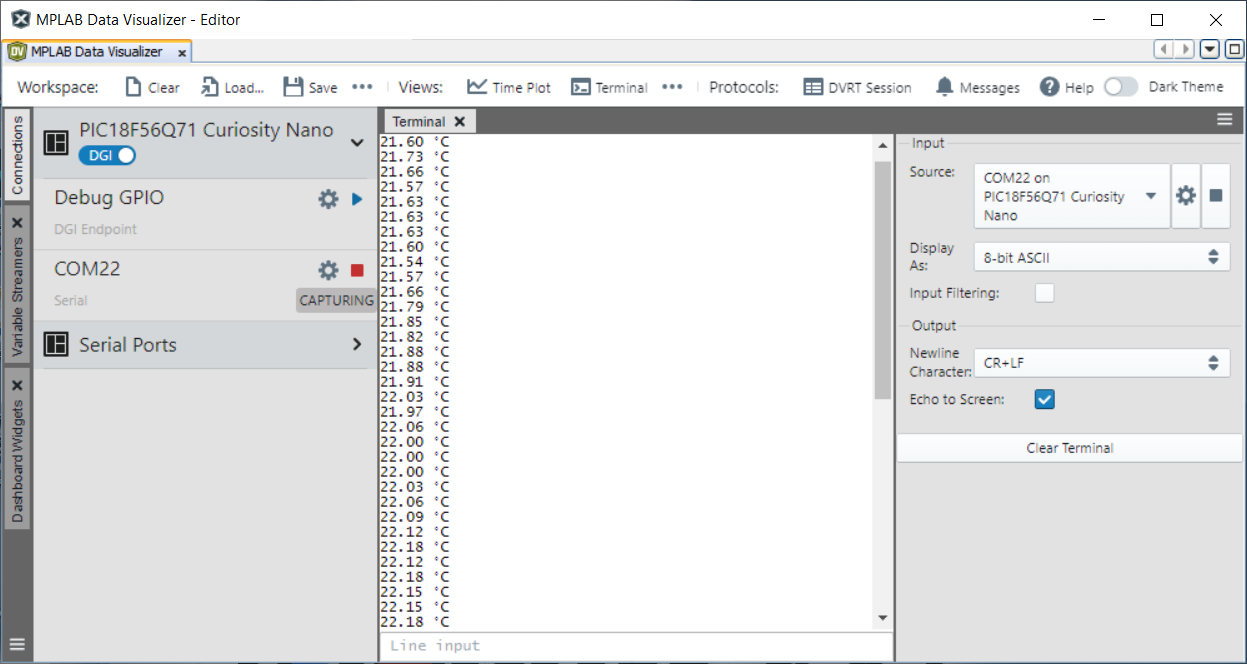 MPLAB Data Visualizer - Editor
DV MPLAB Data Visualizer
Workspace: Clear Load... Save Views: Time Plot Terminal Protocols: DVRT Session Messages ? Help Dark Theme
Connections
Variable Streamers
Dashboard Widgets
PIC18F56Q71 Curiosity Nano
DGI
Debug GPIO
DGI Endpoint
COM22
Serial
CAPTURING
Serial Ports
Terminal
21.60 °C
21.73 °C
21.66 °C
21.57 °C
21.63 °C
21.63 °C
21.63 °C
21.60 °C
21.54 °C
21.57 °C
21.66 °C
21.79 °C
21.85 °C
21.82 °C
21.88 °C
21.88 °C
21.91 °C
22.03 °C
21.97 °C
22.06 °C
22.00 °C
22.00 °C
22.00 °C
22.03 °C
22.06 °C
22.09 °C
22.12 °C
22.18 °C
22.12 °C
22.18 °C
22.15 °C
22.15 °C
22.18 °C
Line input
Input
Source:
COM22 on
PIC18F56Q71 Curiosity
Nano
Display
As:
8-bit ASCII
Input Filtering:
Output
Newline
Character:
CR+LF
Echo to Screen:
Clear Terminal